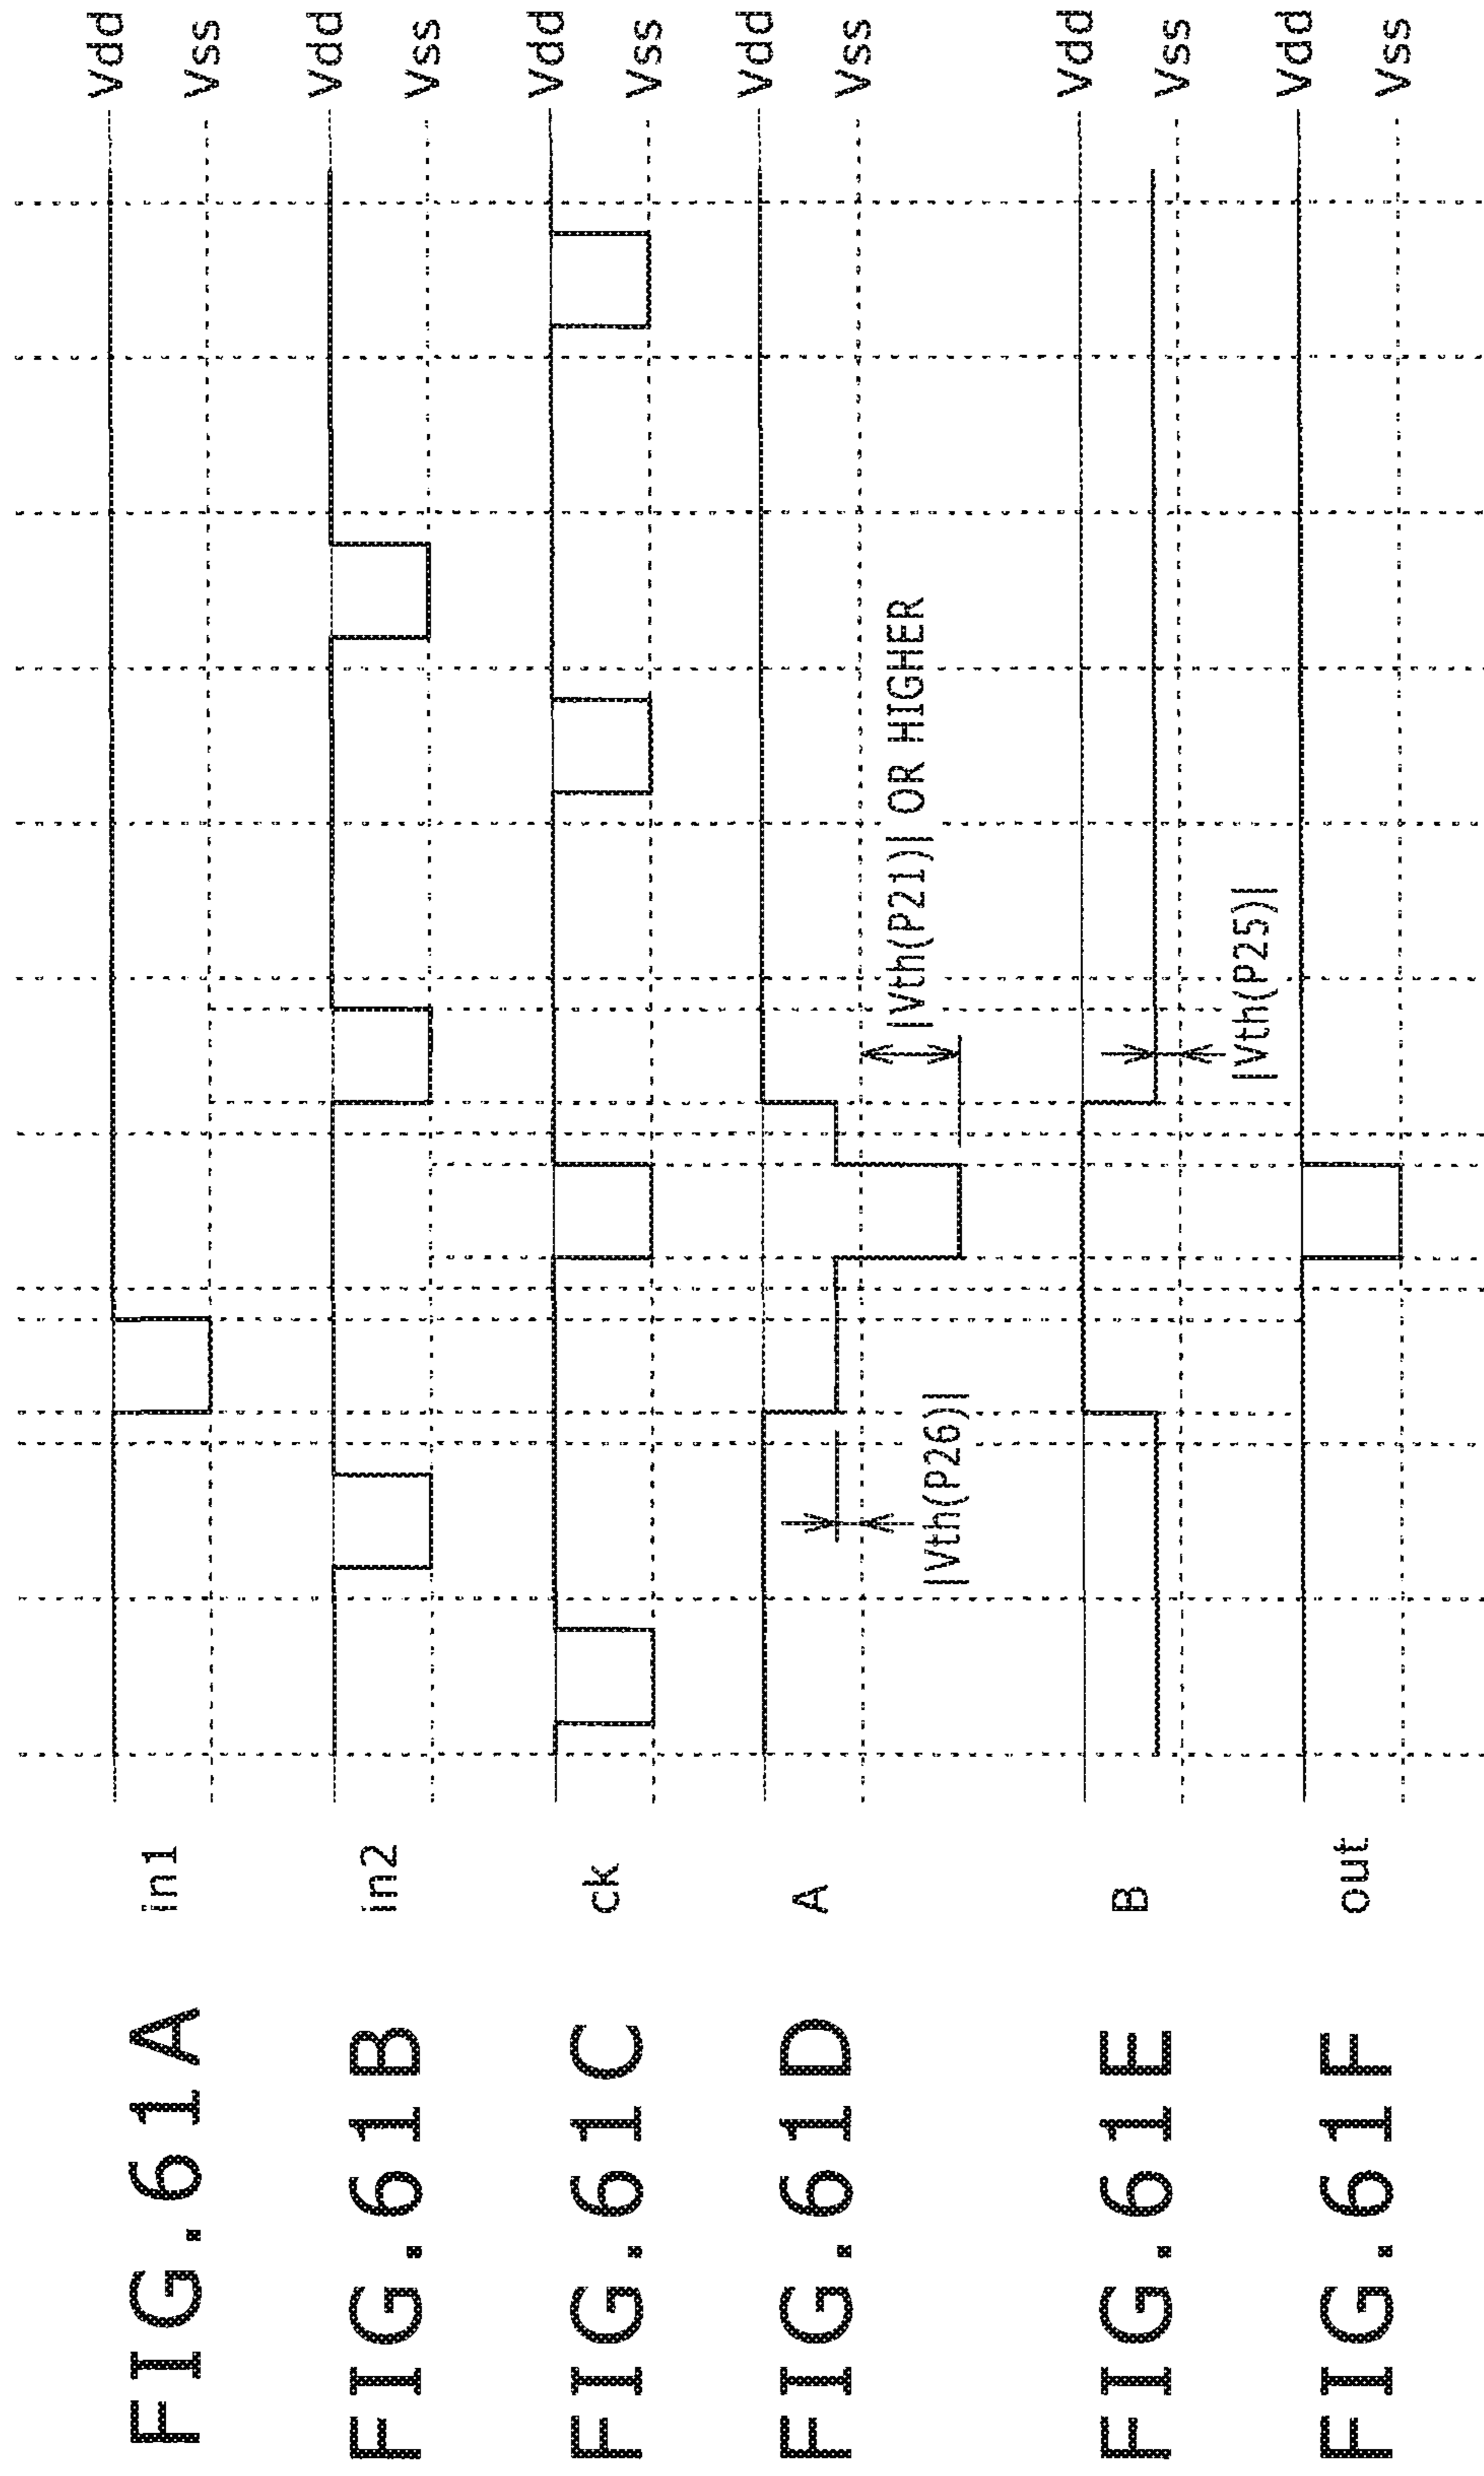 FIG.61A in1 Vdd
Vss
FIG.61B in2 Vdd
Vss
FIG.61C ck Vdd
Vss
FIG.61D A Vdd
Vss
|Vth(P26)| |Vth(P21)| OR HIGHER
FIG.61E B Vdd
Vss
|Vth(P25)|
FIG.61F out Vdd
Vss